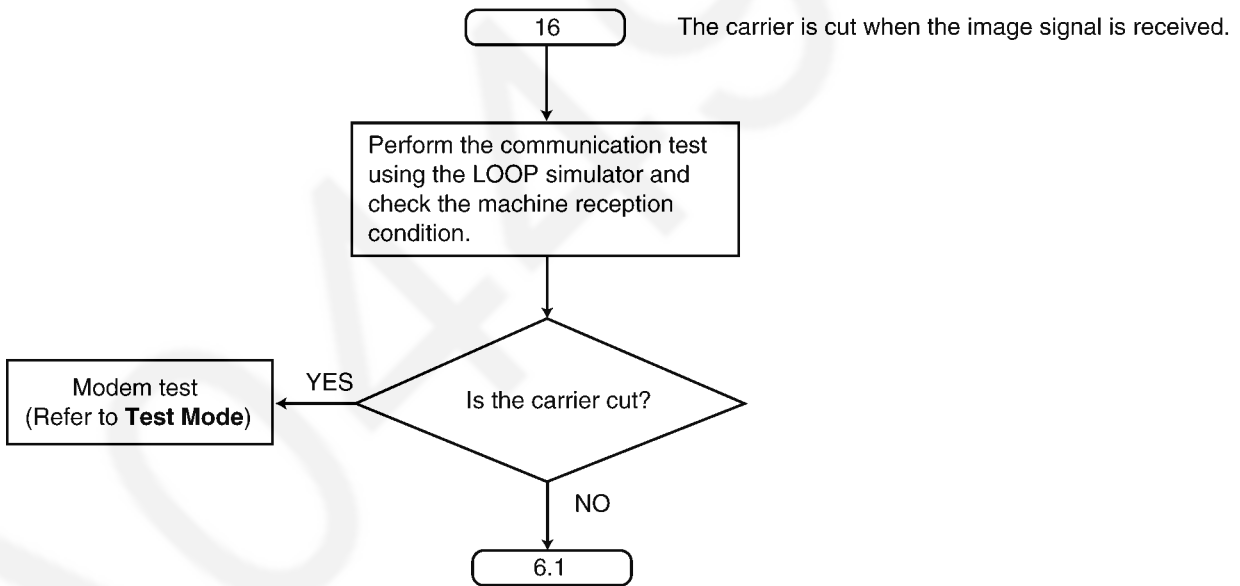 16
The carrier is cut when the image signal is received.
Perform the communication test
using the LOOP simulator and
check the machine reception
condition.
Is the carrier cut?
YES
Modem test
(Refer to Test Mode)
NO
6.1